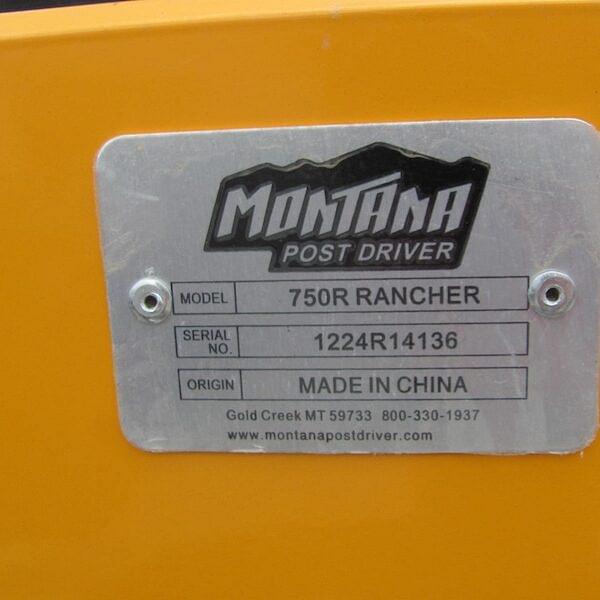 MONTANA
POST DRIVER
MODEL 750R RANCHER
SERIAL NO. 1224R14136
ORIGIN MADE IN CHINA
Gold Creek MT 59733 800-330-1937
www.montanapostdriver.com